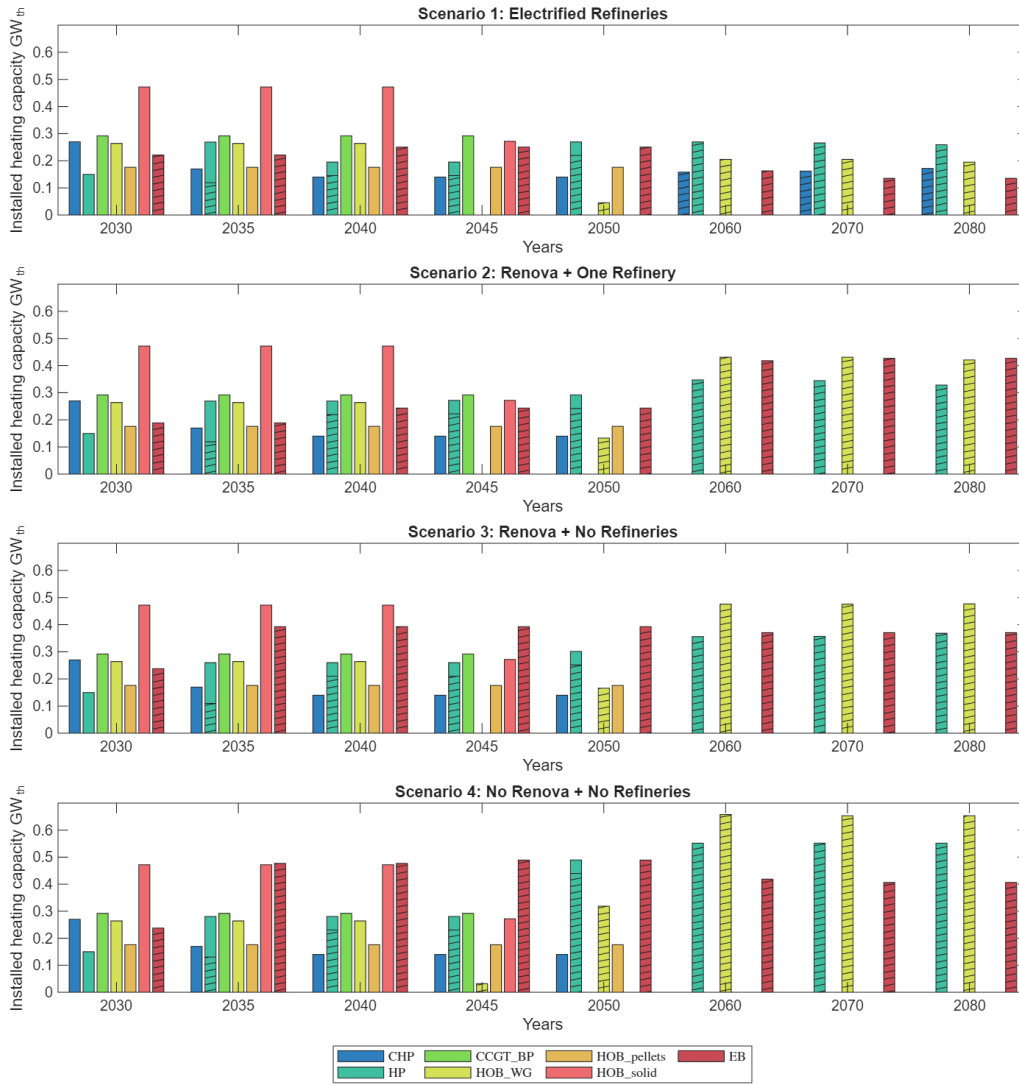 Scenario 1: Electrified Refineries
Installed heating capacity GW th
0.6
0.5
0.4
0.3
0.2
0.1
0
2030 2035 2040 2045 2050 2060 2070 2080
Years
Scenario 2: Renova + One Refinery
Installed heating capacity GW th
0.6
0.5
0.4
0.3
0.2
0.1
0
2030 2035 2040 2045 2050 2060 2070 2080
Years
Scenario 3: Renova + No Refineries
Installed heating capacity GW th
0.6
0.5
0.4
0.3
0.2
0.1
0
2030 2035 2040 2045 2050 2060 2070 2080
Years
Scenario 4: No Renova + No Refineries
Installed heating capacity GW th
0.6
0.5
0.4
0.3
0.2
0.1
0
2030 2035 2040 2045 2050 2060 2070 2080
Years
CHP CCGT_BP HOB_pellets EB
HP HOB_WG HOB_solid